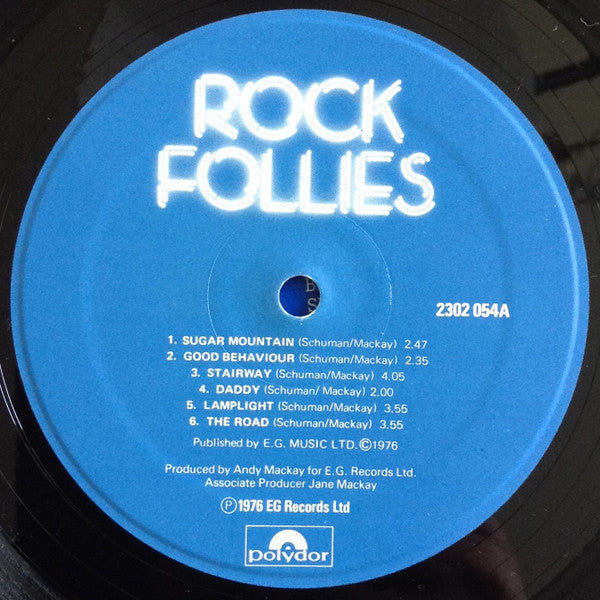 ROCK
FOLLIES
2302 054A
1. SUGAR MOUNTAIN (Schuman/Mackay) 2.47
2. GOOD BEHAVIOUR (Schuman/Mackay) 2.35
3. STAIRWAY (Schuman/Mackay) 4.05
4. DADDY (Schuman/ Mackay) 2.00
5. LAMPLIGHT (Schuman/Mackay) 3.55
6. THE ROAD (Schuman/Mackay) 3.55
Published by E.G. MUSIC LTD.©1976
Produced by Andy Mackay for E.G. Records Ltd.
Associate Producer Jane Mackay
℗1976 EG Records Ltd
polydor